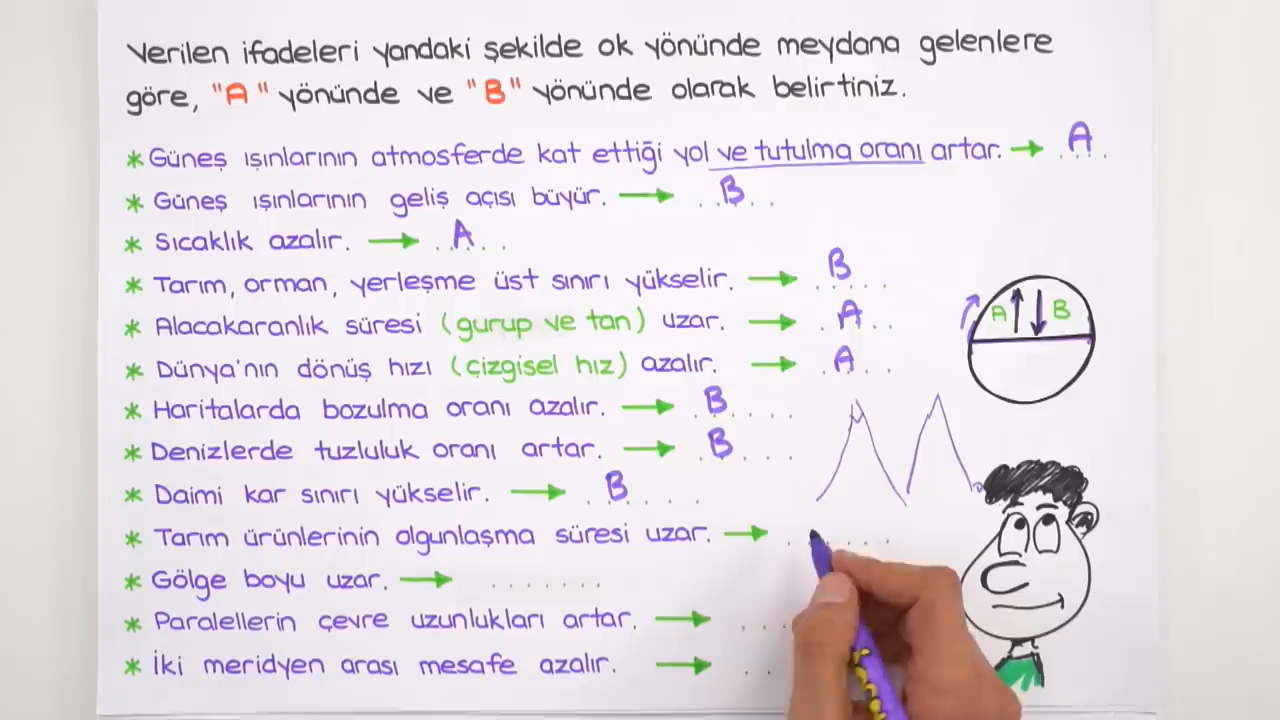 Verilen ifadeleri yandaki şekilde ok yönünde meydana gelenlere
göre, "A" yönünde ve "B" yönünde olarak belirtiniz.
* Güneş ışınlarının atmosferde kat ettiği yol ve tutulma oranı artar. → A
* Güneş ışınlarının geliş açısı büyür. → B
* Sıcaklık azalır. → A
* Tarım, orman, yerleşme üst sınırı yükselir. → B
* Alacakaranlık süresi (gurup ve tan) uzar. → A
* Dünya'nın dönüş hızı (çizgisel hız) azalır. → A
* Haritalarda bozulma oranı azalır. → B
* Denizlerde tuzluluk oranı artar. → B
* Daimi kar sınırı yükselir. → B
* Tarım ürünlerinin olgunlaşma süresi uzar. →
* Gölge boyu uzar. → .......
* Paralellerin çevre uzunlukları artar. → ...
* İki meridyen arası mesafe azalır. → ..
A B